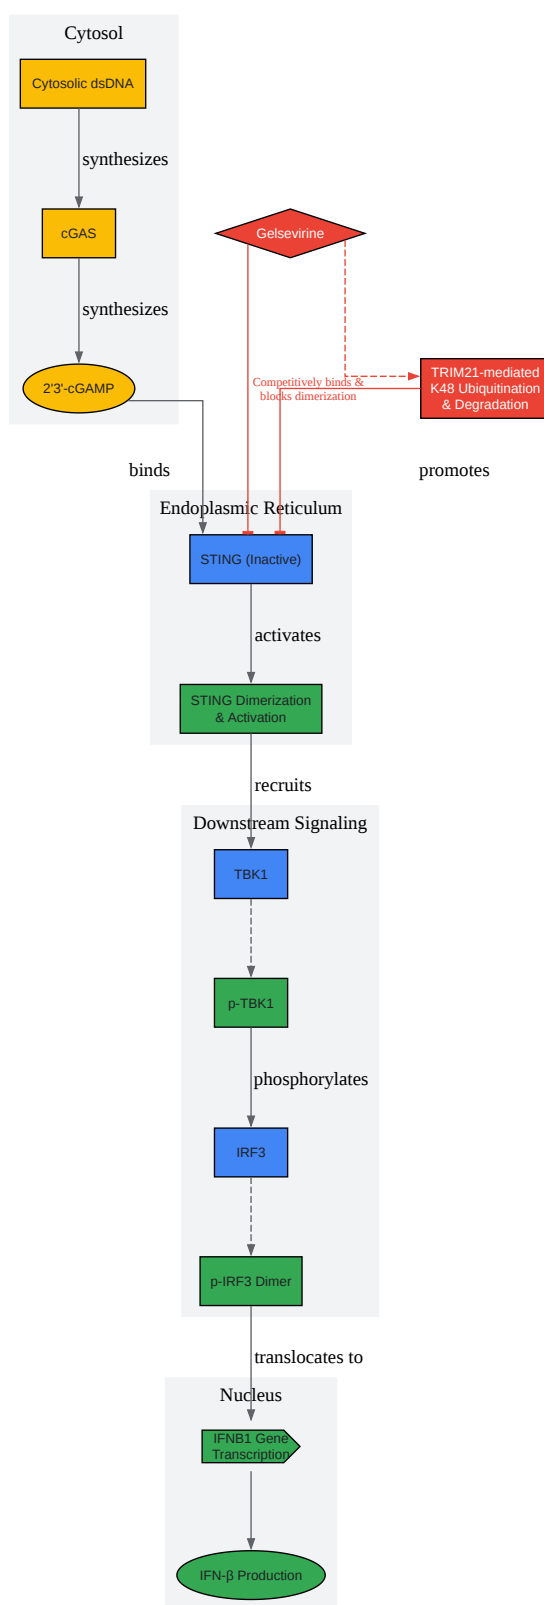 Cytosol
Cytosolic dsDNA
synthesizes
cGAS
Gelsevirine
synthesizes
2'3'-cGAMP
TRIM21-mediated
K48 Ubiquitination
& Degradation
Competitively binds &
blocks dimerization
binds
promotes
Endoplasmic Reticulum
STING (Inactive)
activates
STING Dimerization
& Activation
recruits
Downstream Signaling
TBK1
p-TBK1
phosphorylates
IRF3
p-IRF3 Dimer
translocates to
Nucleus
IFNB1 Gene
Transcription
IFN-β Production